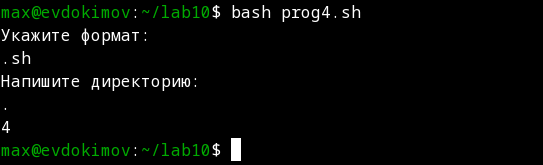 max@evdokimov:~/lab10$ bash prog4.sh
Укажите формат:
.sh
Напишите директорию:
.
4
max@evdokimov:~/lab10$